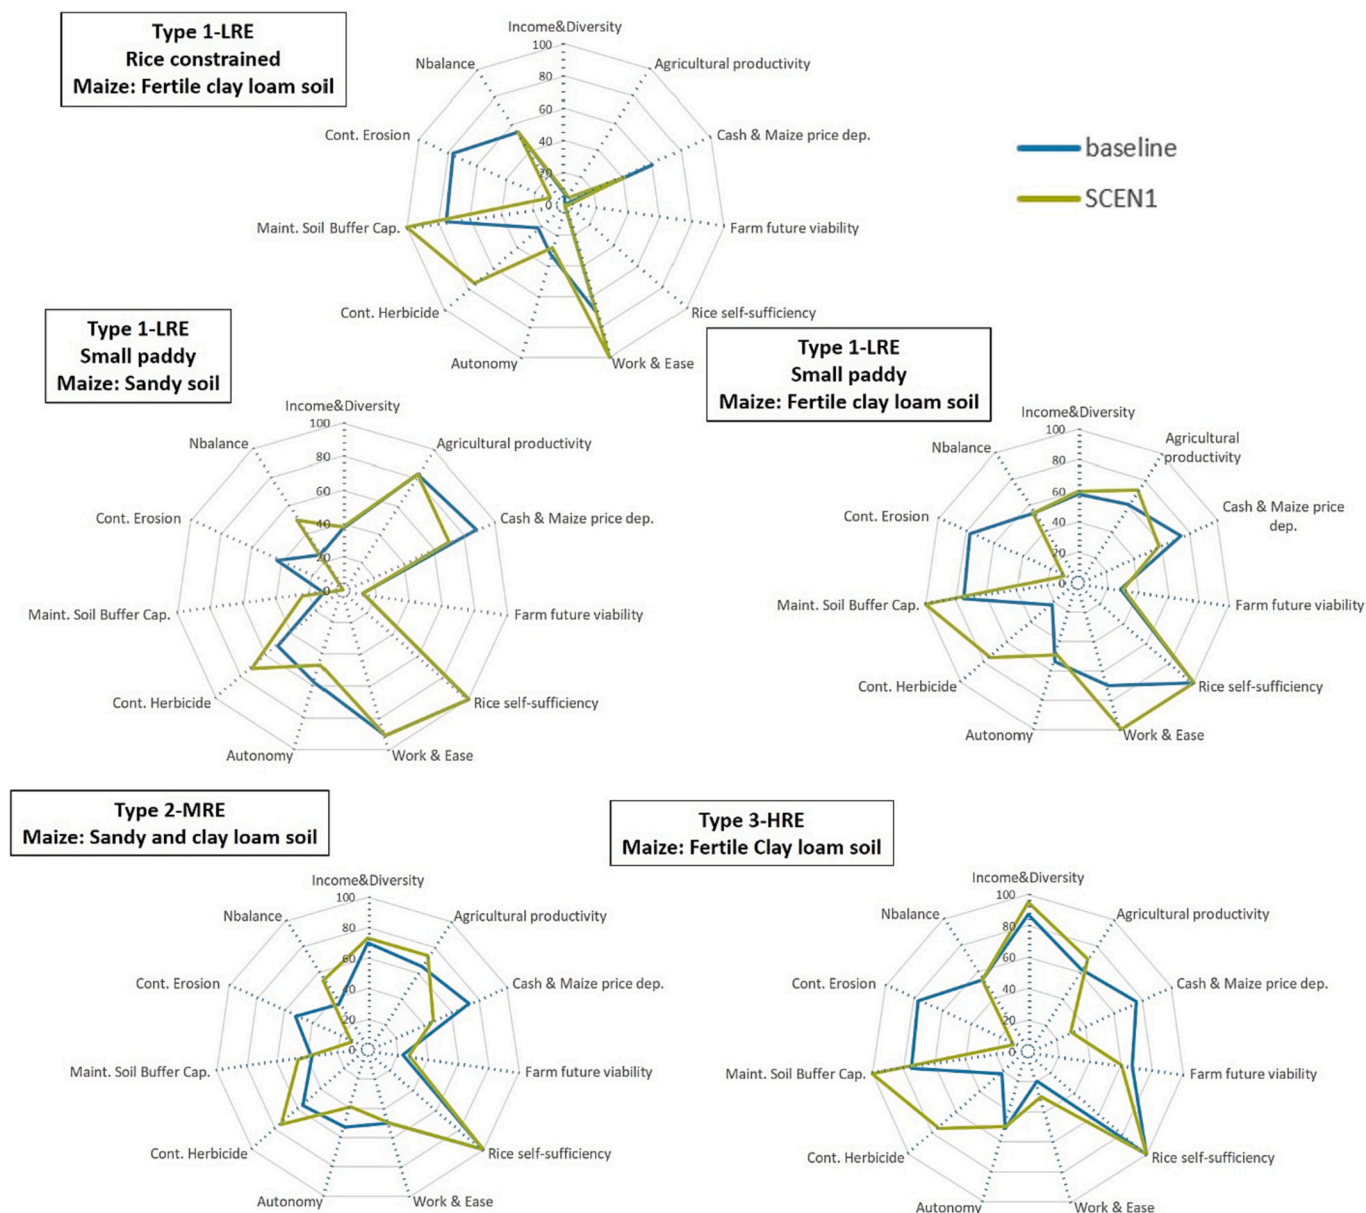 Type 1-LRE
Rice constrained
Maize: Fertile clay loam soil
Income&Diversity
100
80
60
40
20
0
Agricultural productivity
Cash & Maize price dep.
Farm future viability
Rice self-sufficiency
Work & Ease
Autonomy
Cont. Herbicide
Maint. Soil Buffer Cap.
Cont. Erosion
Nbalance
baseline
SCEN1
Type 1-LRE
Small paddy
Maize: Sandy soil
Income&Diversity
100
80
60
40
20
0
Agricultural productivity
Cash & Maize price dep.
Farm future viability
Rice self-sufficiency
Work & Ease
Autonomy
Cont. Herbicide
Maint. Soil Buffer Cap.
Cont. Erosion
Nbalance
Type 1-LRE
Small paddy
Maize: Fertile clay loam soil
Income&Diversity
100
80
60
40
20
0
Agricultural
productivity
Cash & Maize price
dep.
Farm future viability
Rice self-sufficiency
Work & Ease
Autonomy
Cont. Herbicide
Maint. Soil Buffer Cap.
Cont. Erosion
Nbalance
Type 2-MRE
Maize: Sandy and clay loam soil
Income&Diversity
100
80
60
40
20
0
Agricultural productivity
Cash & Maize price dep.
Farm future viability
Rice self-sufficiency
Work & Ease
Autonomy
Cont. Herbicide
Maint. Soil Buffer Cap.
Cont. Erosion
Nbalance
Type 3-HRE
Maize: Fertile Clay loam soil
Income&Diversity
100
80
60
40
20
0
Agricultural productivity
Cash & Maize price dep.
Farm future viability
Rice self-sufficiency
Work & Ease
Autonomy
Cont. Herbicide
Maint. Soil Buffer Cap.
Cont. Erosion
Nbalance